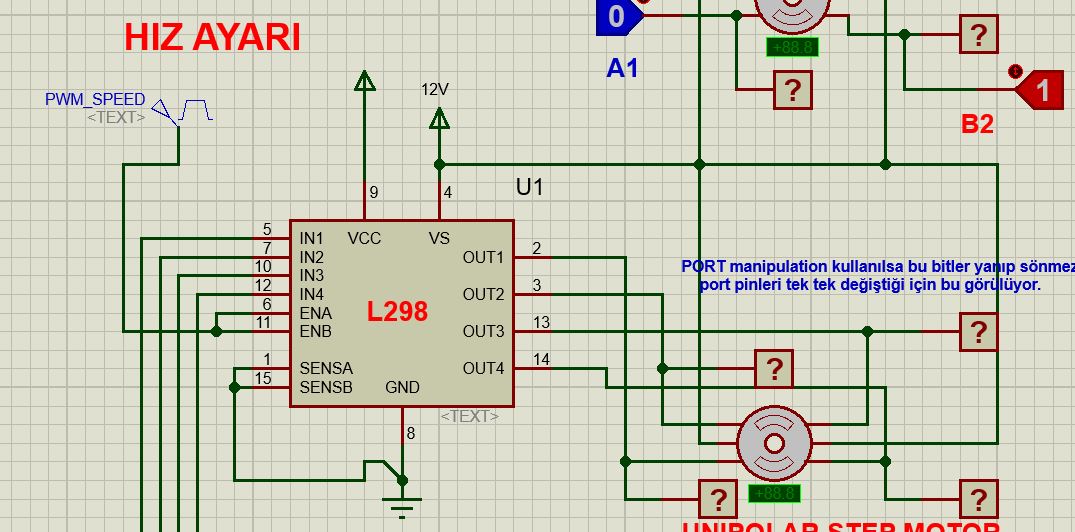 HIZ AYARI
0
+88.8
?
A1
?
1
B2
PWM_SPEED
<TEXT>
12V
9
4
U1
5
IN1
VCC
VS
7
IN2
OUT1
2
10
IN3
12
IN4
OUT2
3
6
ENA
L298
11
ENB
OUT3
13
PORT manipulation kullanılsa bu bitler yanıp sönmez
port pinleri tek tek değiştiği için bu görülüyor.
?
1
SENSA
OUT4
14
?
15
SENSB
GND
<TEXT>
8
+88.8
?
?
UNIPOLAR STEP MOTOR